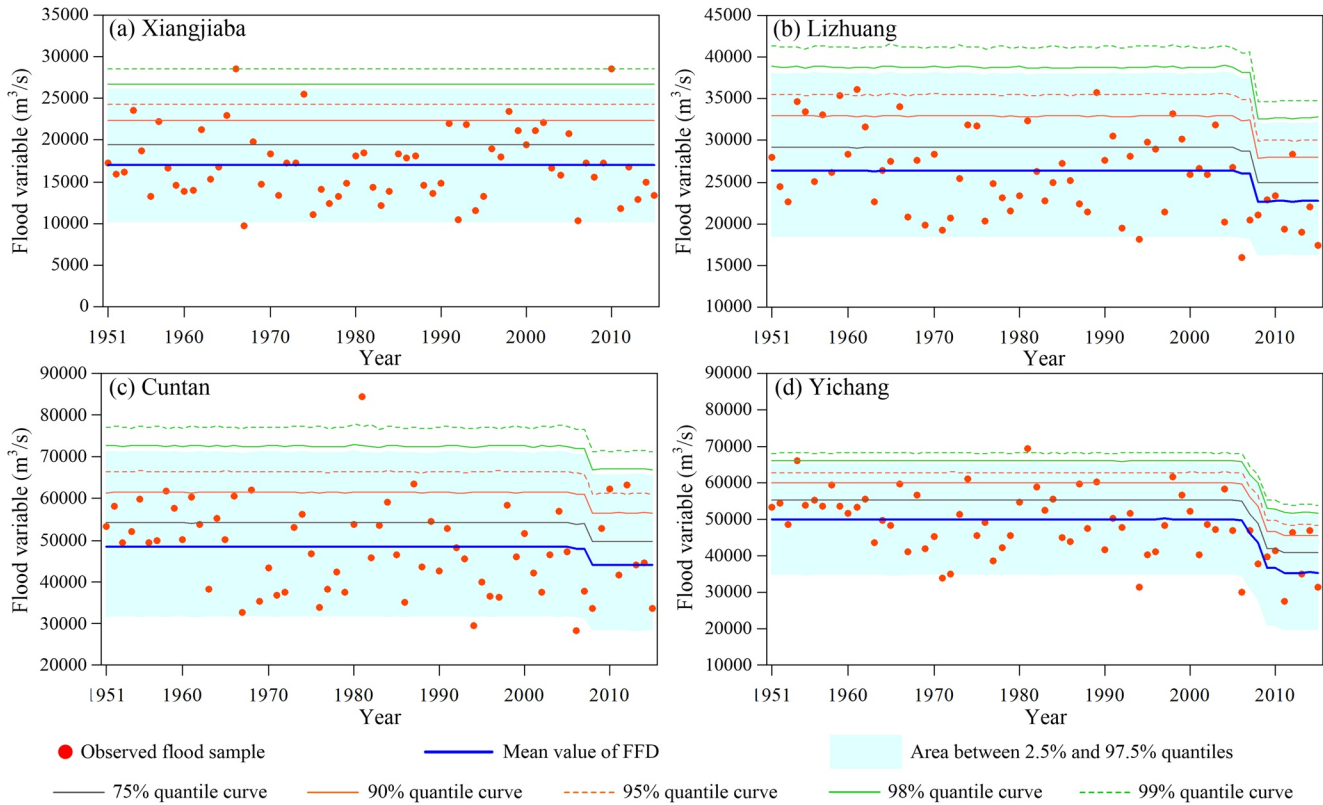 (a) Xiangjiaba
Flood variable (m³/s)
35000
30000
25000
20000
15000
10000
5000
0
1951 1960 1970 1980 1990 2000 2010
Year
(b) Lizhuang
Flood variable (m³/s)
45000
40000
35000
30000
25000
20000
15000
10000
1951 1960 1970 1980 1990 2000 2010
Year
(c) Cuntan
Flood variable (m³/s)
90000
80000
70000
60000
50000
40000
30000
20000
1951 1960 1970 1980 1990 2000 2010
Year
(d) Yichang
Flood variable (m³/s)
90000
80000
70000
60000
50000
40000
30000
20000
10000
1951 1960 1970 1980 1990 2000 2010
Year
Observed flood sample Mean value of FFD Area between 2.5% and 97.5% quantiles
75% quantile curve 90% quantile curve 95% quantile curve 98% quantile curve 99% quantile curve